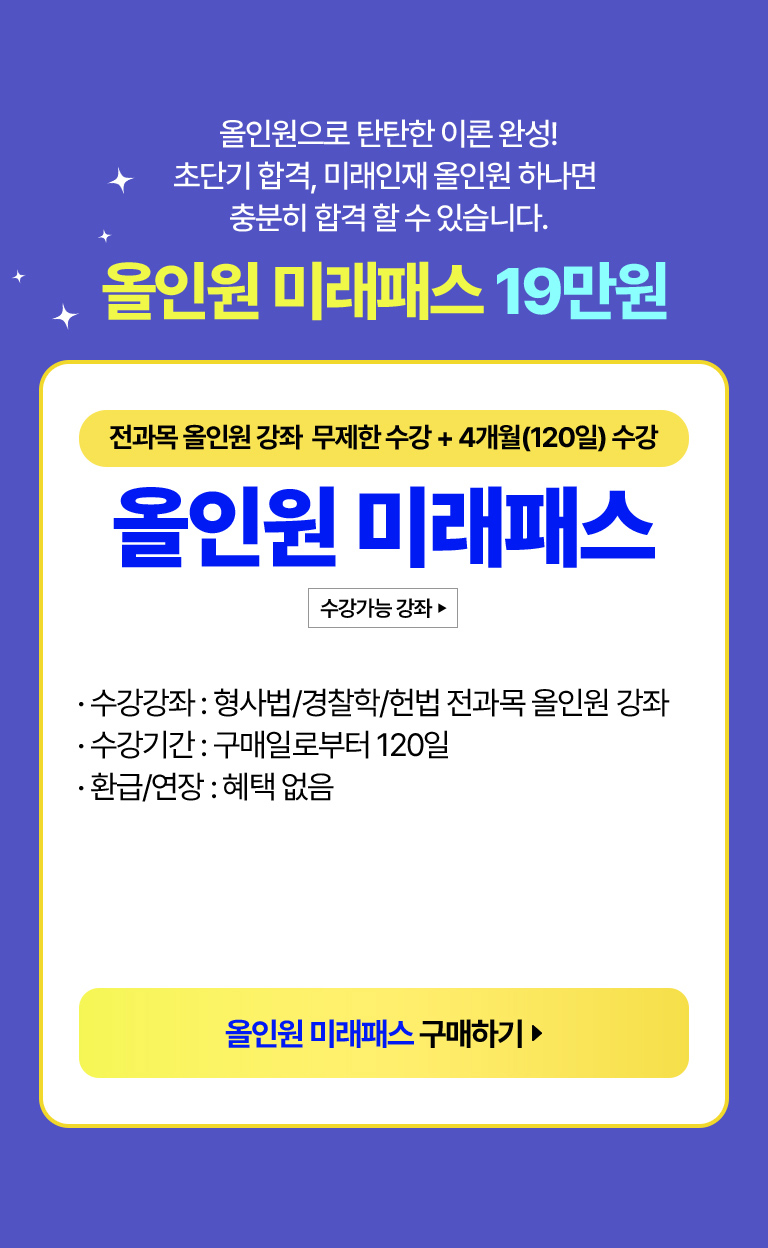 올인원으로 탄탄한 이론 완성!
초단기 합격, 미래인재 올인원 하나면
충분히 합격 할 수 있습니다.
올인원 미래패스 19만원
전과목 올인원 강좌 무제한 수강 + 4개월(120일) 수강
올인원 미래패스
수강가능 강좌 ▶
· 수강강좌 : 형사법/경찰학/헌법 전과목 올인원 강좌
· 수강기간 : 구매일로부터 120일
· 환급/연장 : 혜택 없음
올인원 미래패스 구매하기 ▶